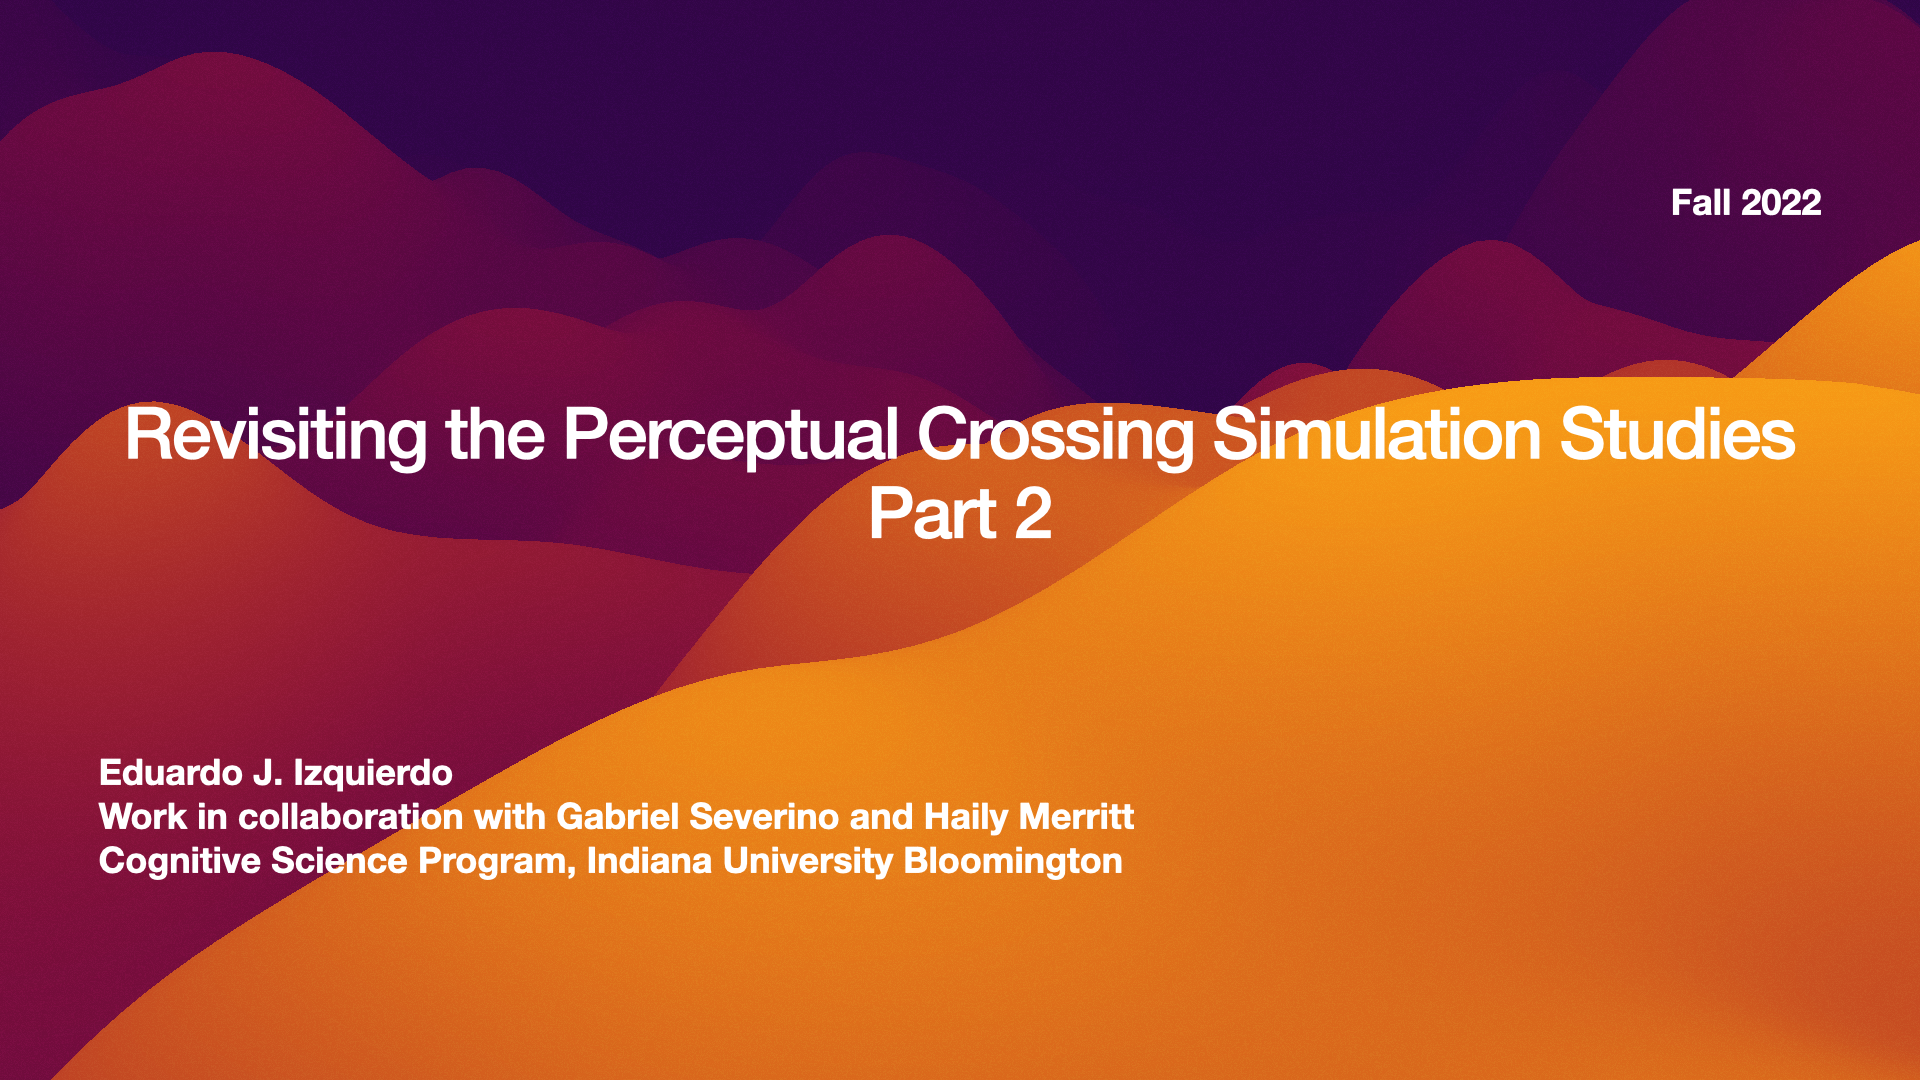 Fall 2022
Revisiting the Perceptual Crossing Simulation Studies
Part 2
Eduardo J. Izquierdo
Work in collaboration with Gabriel Severino and Haily Merritt
Cognitive Science Program, Indiana University Bloomington